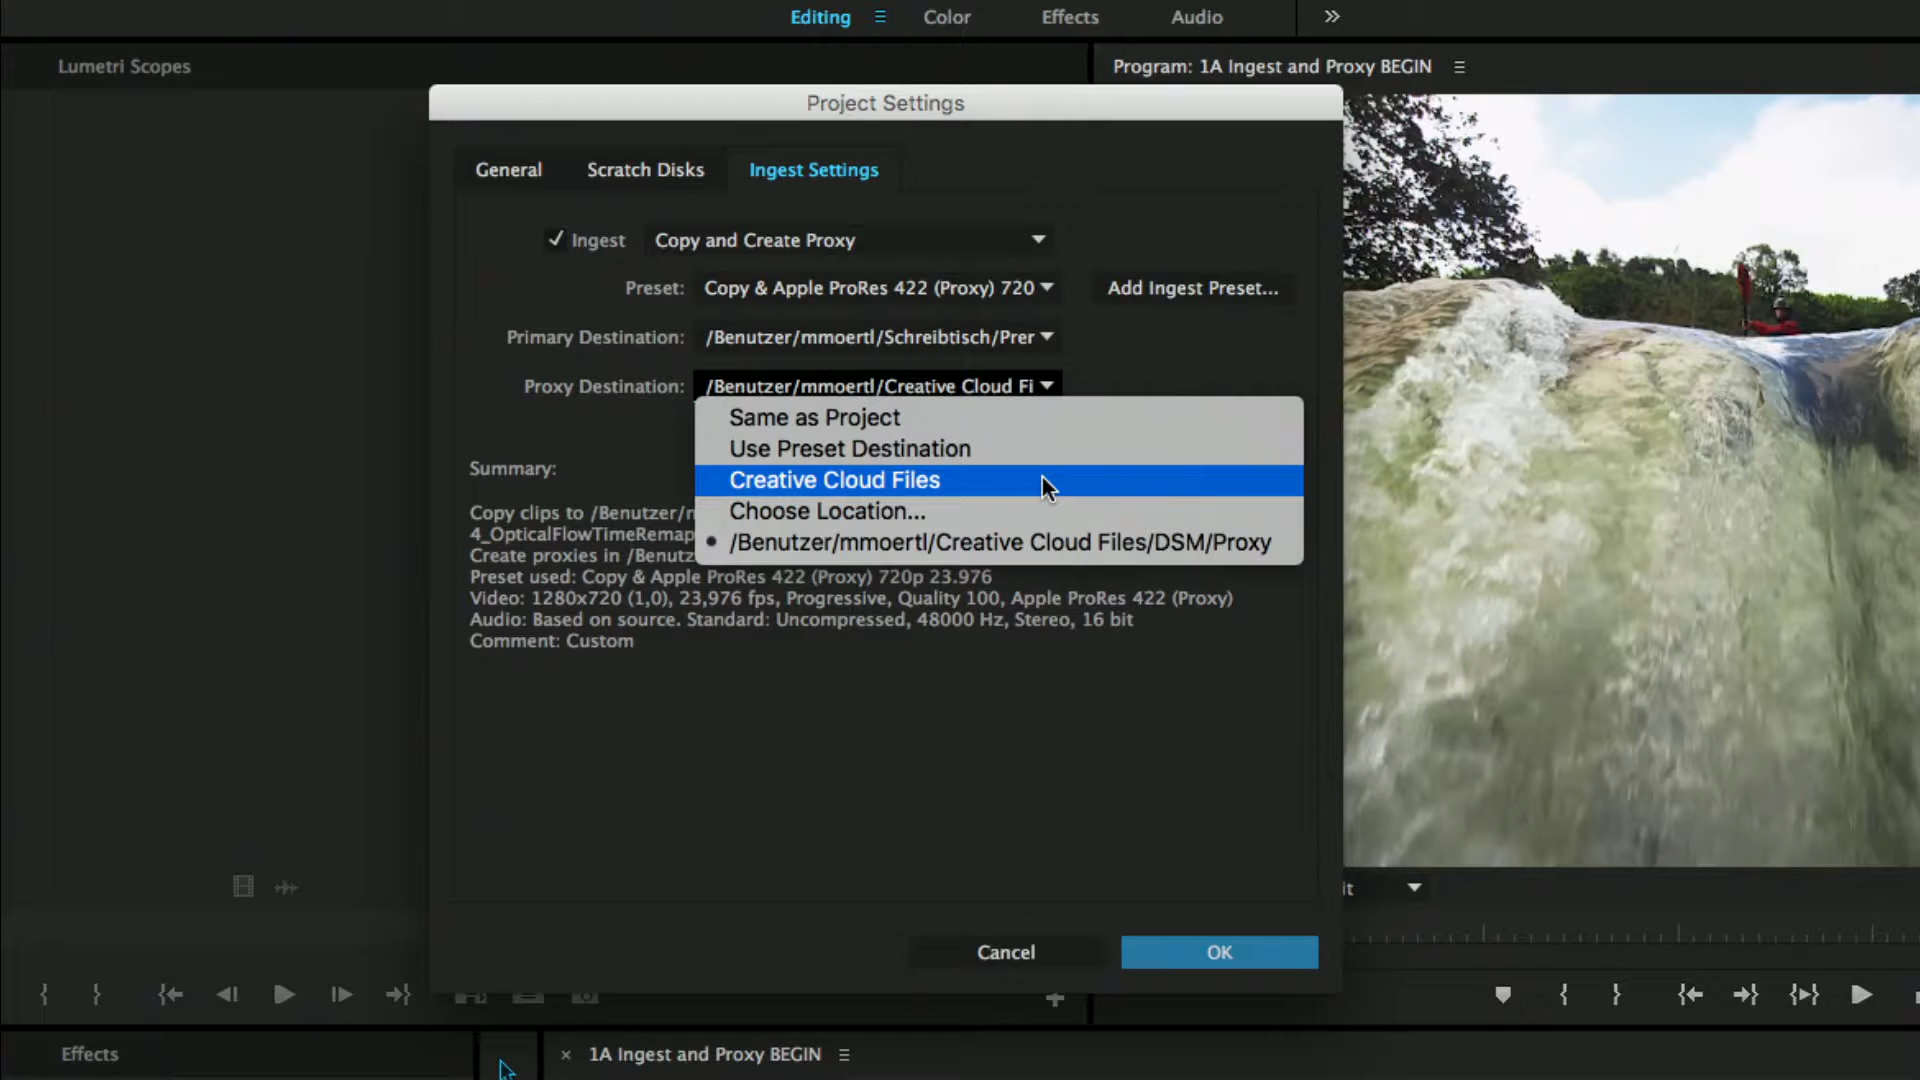 Editing
Color
Effects
Audio
Lumetri Scopes
Program: 1A Ingest and Proxy BEGIN
Project Settings
General
Scratch Disks
Ingest Settings
Ingest
Copy and Create Proxy
Preset:
Copy & Apple ProRes 422 (Proxy) 720
Add Ingest Preset...
Primary Destination:
/Benutzer/mmoertl/Schreibtisch/Prer
Proxy Destination:
/Benutzer/mmoertl/Creative Cloud Fi
Same as Project
Use Preset Destination
Creative Cloud Files
Choose Location...
/Benutzer/mmoertl/Creative Cloud Files/DSM/Proxy
Summary:
Copy clips to /Benutzer/
4_OpticalFlowTimeRemap
Create proxies in /Benutz
Preset used: Copy & Apple ProRes 422 (Proxy) 720p 23.976
Video: 1280x720 (1,0), 23,976 fps, Progressive, Quality 100, Apple ProRes 422 (Proxy)
Audio: Based on source. Standard: Uncompressed, 48000 Hz, Stereo, 16 bit
Comment: Custom
it
Cancel
OK
Effects
1A Ingest and Proxy BEGIN